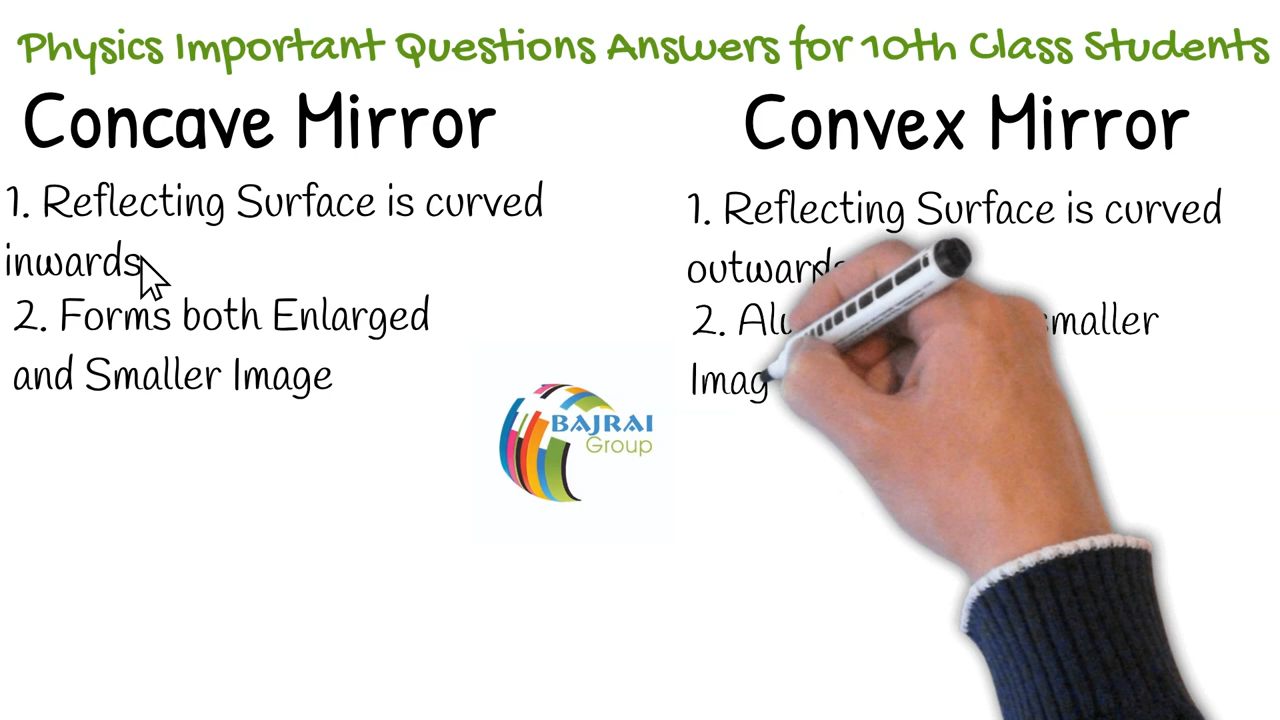 Physics Important Questions Answers for 10th Class Students
Concave Mirror
1. Reflecting Surface is curved
inwards
2. Forms both Enlarged
and Smaller Image
Convex Mirror
1. Reflecting Surface is curved
outwards
2. smaller
BAJRAI
Group